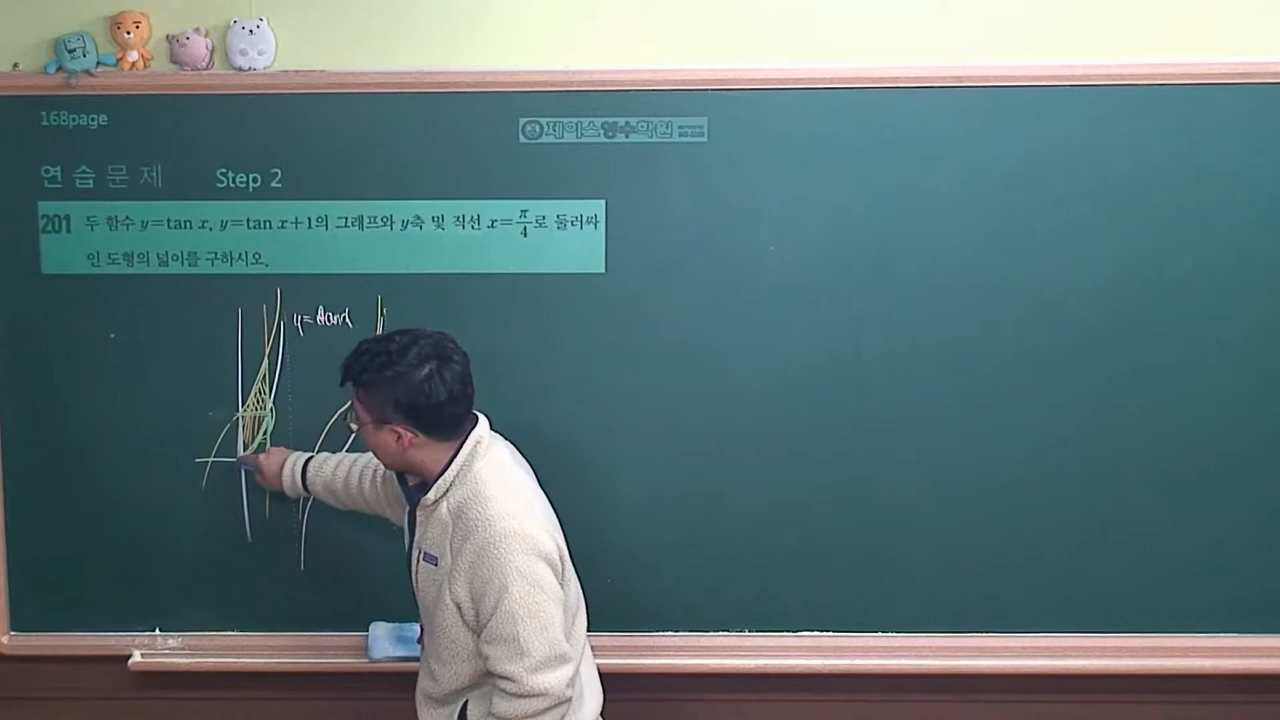 168page
제이스영수학원
연습문제 Step 2
201 두 함수 y=tan x, y=tan x+1의 그래프와 y축 및 직선 x=π/4로 둘러싸
인 도형의 넓이를 구하시오.
y=tanx